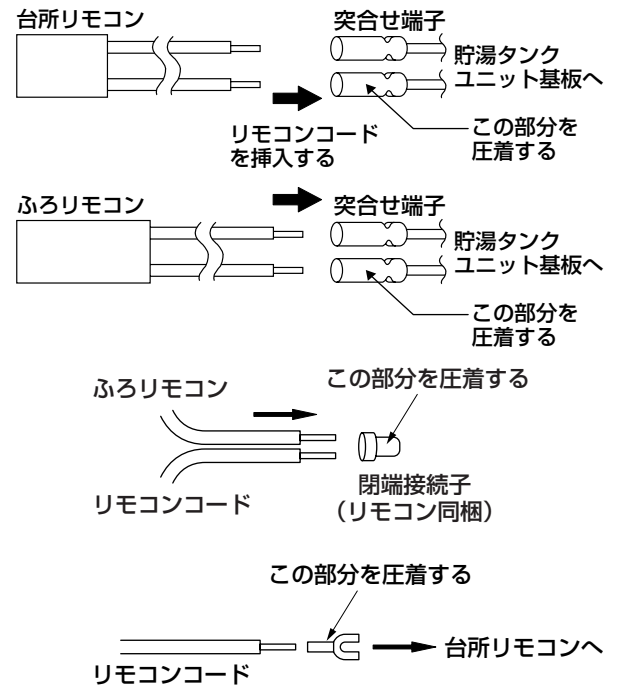 台所リモコン
突合せ端子
貯湯タンク
ユニット基板へ
リモコンコード
を挿入する
この部分を
圧着する
ふろリモコン
突合せ端子
貯湯タンク
ユニット基板へ
この部分を
圧着する
ふろリモコン
この部分を圧着する
リモコンコード
閉端接続子
（リモコン同梱）
この部分を圧着する
台所リモコンへ
リモコンコード